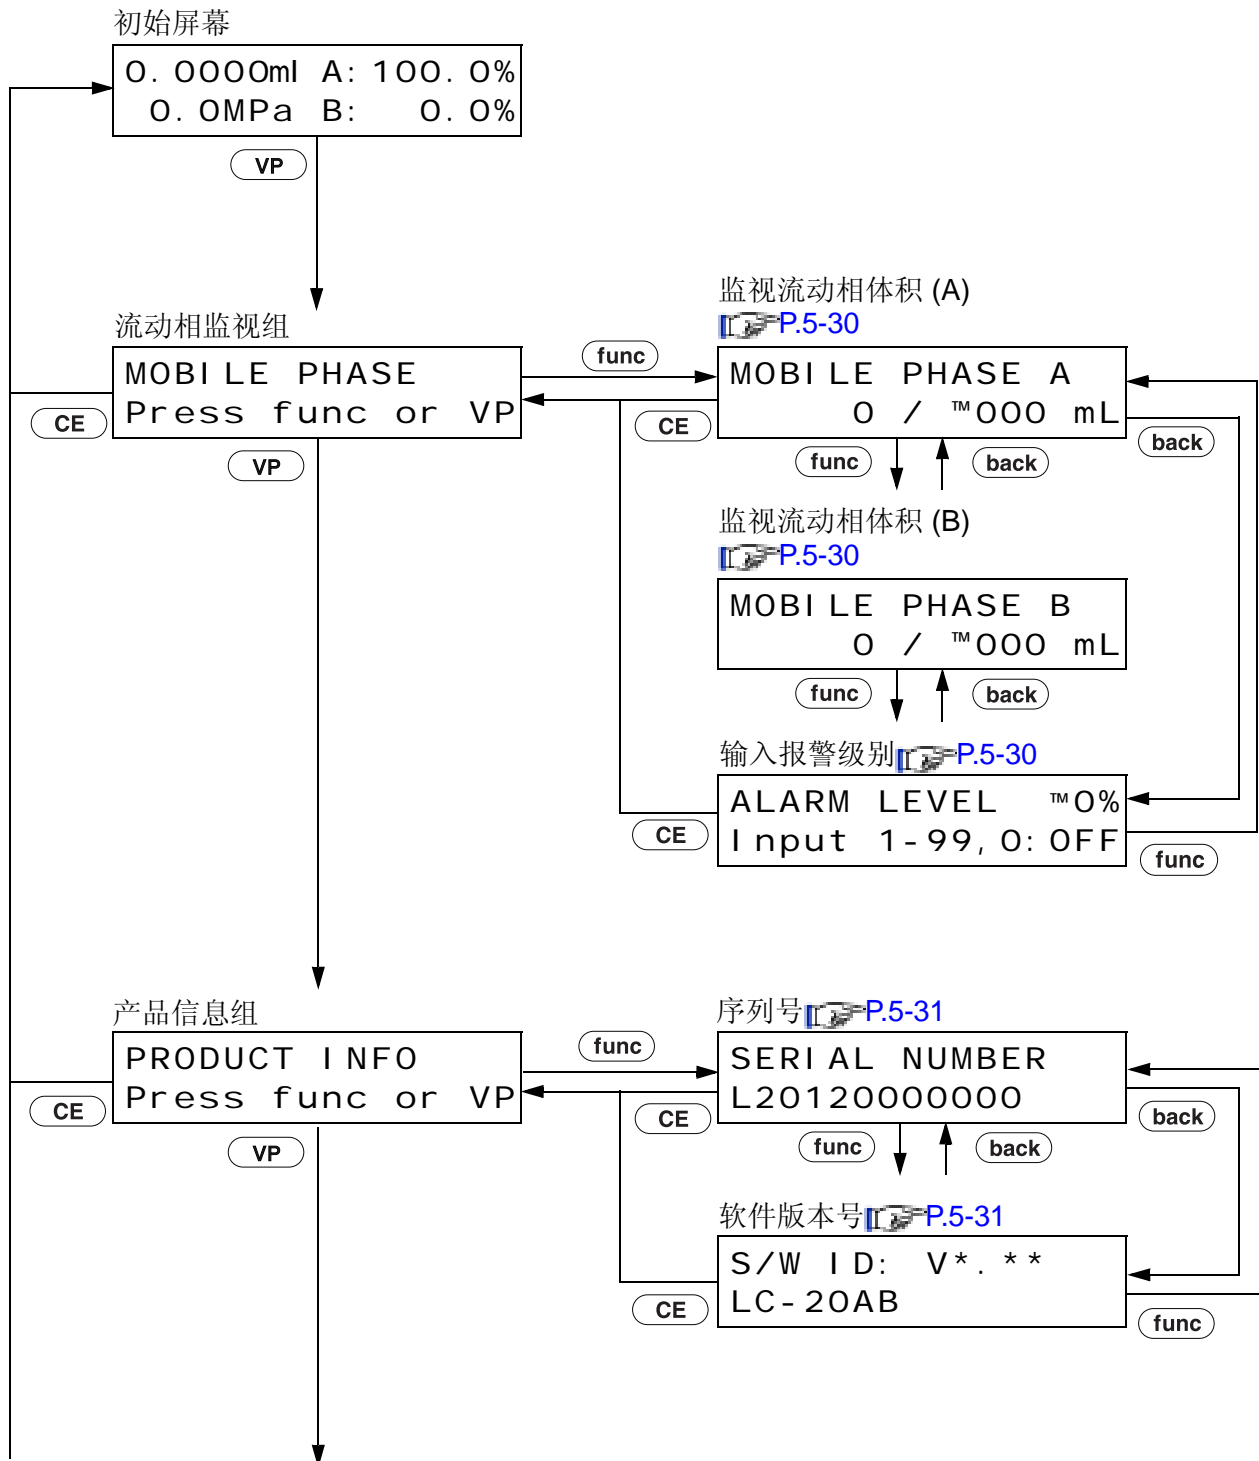 初始屏幕
0.0000ml A:100.0%
0.0MPa B: 0.0%
VP
监视流动相体积 (A)
P.5-30
流动相监视组
MOBILE PHASE
Press func or VP
func
CE
CE
VP
MOBILE PHASE A
0 / ™000 mL
back
func
back
监视流动相体积 (B)
P.5-30
MOBILE PHASE B
0 / ™000 mL
func
back
输入报警级别 P.5-30
ALARM LEVEL ™0%
Input 1-99,0:OFF
CE
func
产品信息组
PRODUCT INFO
Press func or VP
func
CE
CE
VP
序列号 P.5-31
SERIAL NUMBER
L20120000000
back
func
back
软件版本号 P.5-31
S/W ID: V*.**
LC-20AB
CE
func